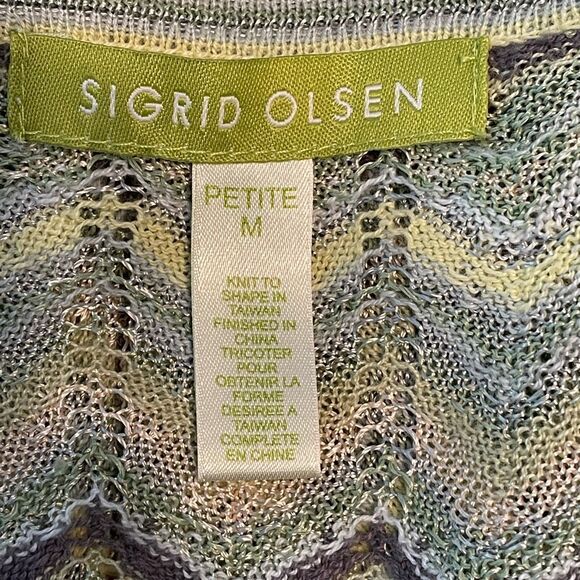 SIGRID OLSEN
PETITE
M
KNIT TO
SHAPE IN
TAIWAN
FINISHED IN
CHINA
TRICOTER
POUR
OBTENIR LA
FORME
DESIREE A
TAIWAN
COMPLETE
EN CHINE